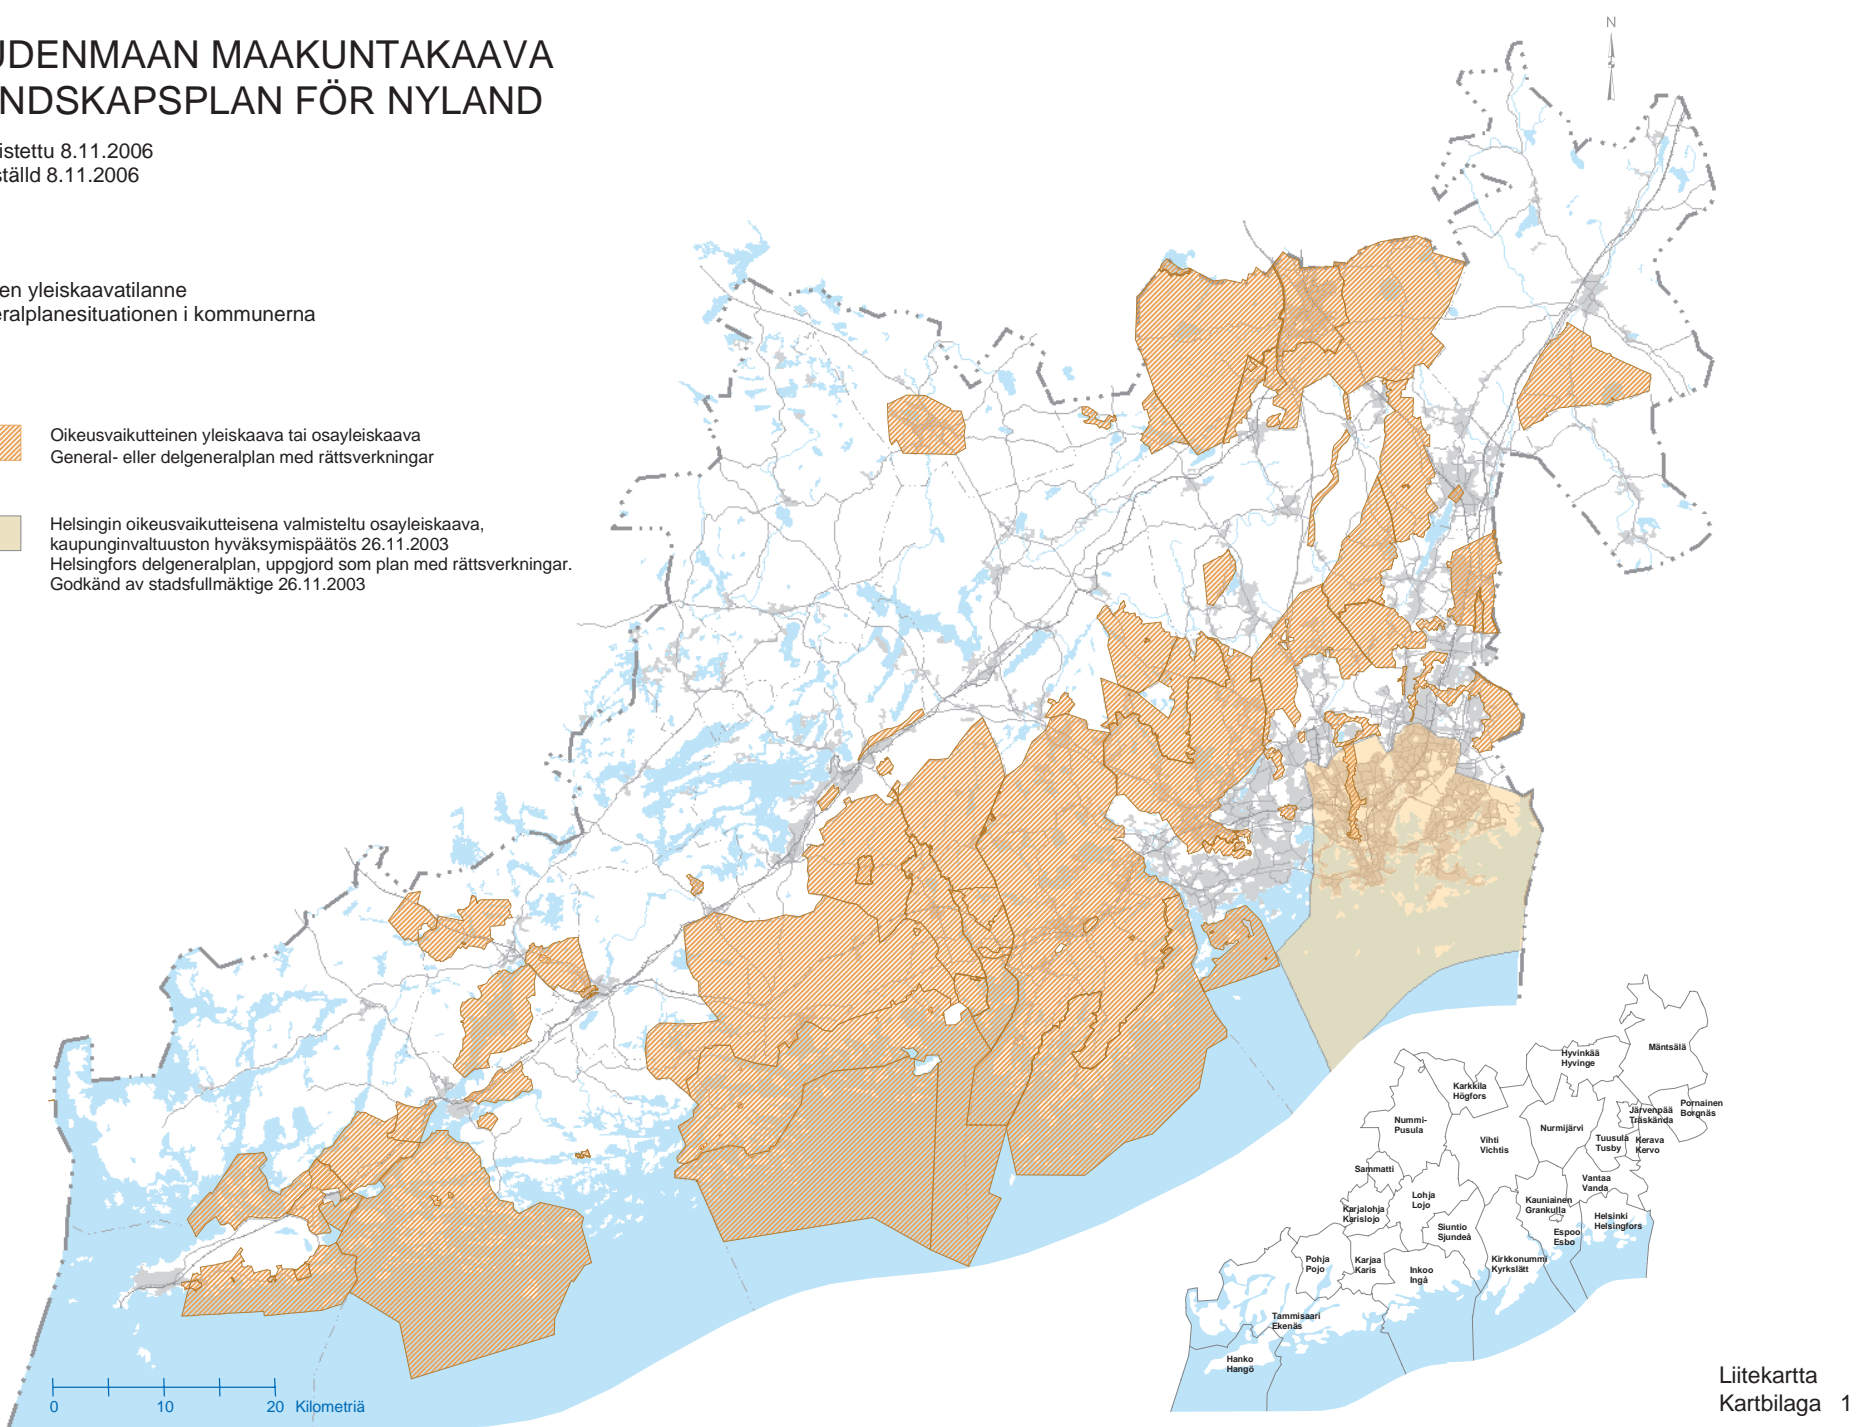 UDENMAAN MAAKUNTAKAAVA
NDSKAPSPLAN FÖR NYLAND
istettu 8.11.2006
ställd 8.11.2006
en yleiskaavatilanne
eralplanesituationen i kommunerna
Oikeusvaikutteinen yleiskaava tai osayleiskaava
General- eller delgeneralplan med rättsverkningar
Helsingin oikeusvaikutteisena valmisteltu osayleiskaava,
kaupunginvaltuuston hyväksymispäätös 26.11.2003
Helsingfors delgeneralplan, uppgjord som plan med rättsverkningar.
Godkänd av stadsfullmäktige 26.11.2003
N
Mäntsälä
Hyvinkää
Hyvinge
Karkkila
Högfors
Pornainen
Borgnäs
Järvenpää
Träskända
Nummi-
Pusula
Nurmijärvi
Vihti
Vichtis
Tuusula
Tusby
Kerava
Kervo
Sammatti
Vantaa
Vanda
Lohja
Lojo
Kauniainen
Grankulla
Karjalohja
Karislojo
Helsinki
Helsingfors
Siuntio
Sjundeå
Espoo
Esbo
Pohja
Pojo
Karjaa
Karis
Kirkkonummi
Kyrkslätt
Inkoo
Ingå
Tammisaari
Ekenäs
Hanko
Hangö
0 10 20 Kilometriä
Liitekartta
Kartbilaga 1